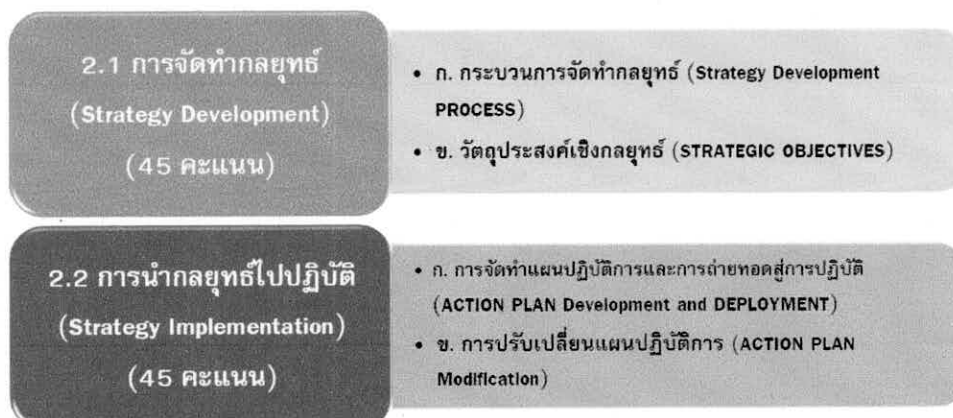 2.1 การจัดทำกลยุทธ์
(Strategy Development)
(45 คะแนน)
• ก. กระบวนการจัดทำกลยุทธ์ (Strategy Development
PROCESS)
• ข. วัตถุประสงค์เชิงกลยุทธ์ (STRATEGIC OBJECTIVES)
2.2 การนำกลยุทธ์ไปปฏิบัติ
(Strategy Implementation)
(45 คะแนน)
• ก. การจัดทำแผนปฏิบัติการและการถ่ายทอดสู่การปฏิบัติ
(ACTION PLAN Development and DEPLOYMENT)
• ข. การปรับเปลี่ยนแผนปฏิบัติการ (ACTION PLAN
Modification)